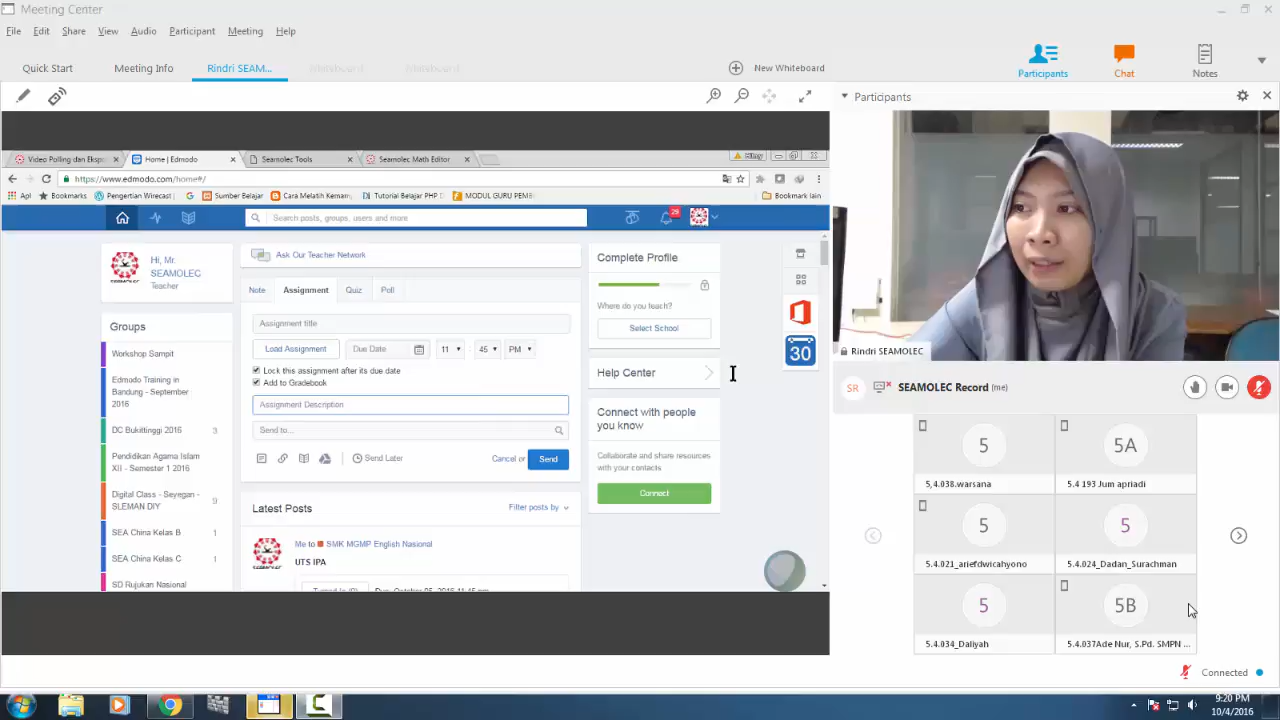 Meeting Center
File Edit Share View Audio Participant Meeting Help
Quick Start Meeting Info Rindri SEAM... Whiteboard Whiteboard New Whiteboard
Participants Chat Notes
Participants
Video Polling dan Ekspo Home | Edmodo Seamolec Tools Seamolec Math Editor
https://www.edmodo.com/home#/
Apl Bookmarks Pengertian Wirecast Sumber Belajar Cara Melatih Kemam Tutorial Belajar PHP D MODUL GURU PEMB Bookmark lain
Search posts, groups, users and more 29
Hi, Mr.
SEAMOLEC
Teacher
Groups
Workshop Sampit
Edmodo Training in
Bandung - September
2016
DC Bukittinggi 2016 3
Pendidikan Agama Islam
XII - Semester 1 2016
Digital Class - Seyegan -
SLEMAN DIY 9
SEA China Kelas B 1
SEA China Kelas C 1
SD Rujukan Nasional
Ask Our Teacher Network
Note Assignment Quiz Poll
Assignment title
Load Assignment Due Date 11 : 45 PM
Lock this assignment after its due date
Add to Gradebook
Assignment Description
Send to...
Send Later Cancel or Send
Latest Posts Filter posts by
Me to SMK MGMP English Nasional
SEAMOLEC
UTS IPA
Complete Profile
Where do you teach?
Select School
Help Center
Connect with people
you know
Collaborate and share resources
with your contacts
Connect
30
Rindri SEAMOLEC
SR SEAMOLEC Record (me)
5 5A
5,4.038.warsana 5.4 193 Jum apriadi
5 5
5.4.021_ariefdwicahyono 5.4.024_Dadan_Surachman
5 5B
5.4.034_Daliyah 5.4.037Ade Nur, S.Pd. SMPN ...
Connected
9:20 PM
10/4/2016